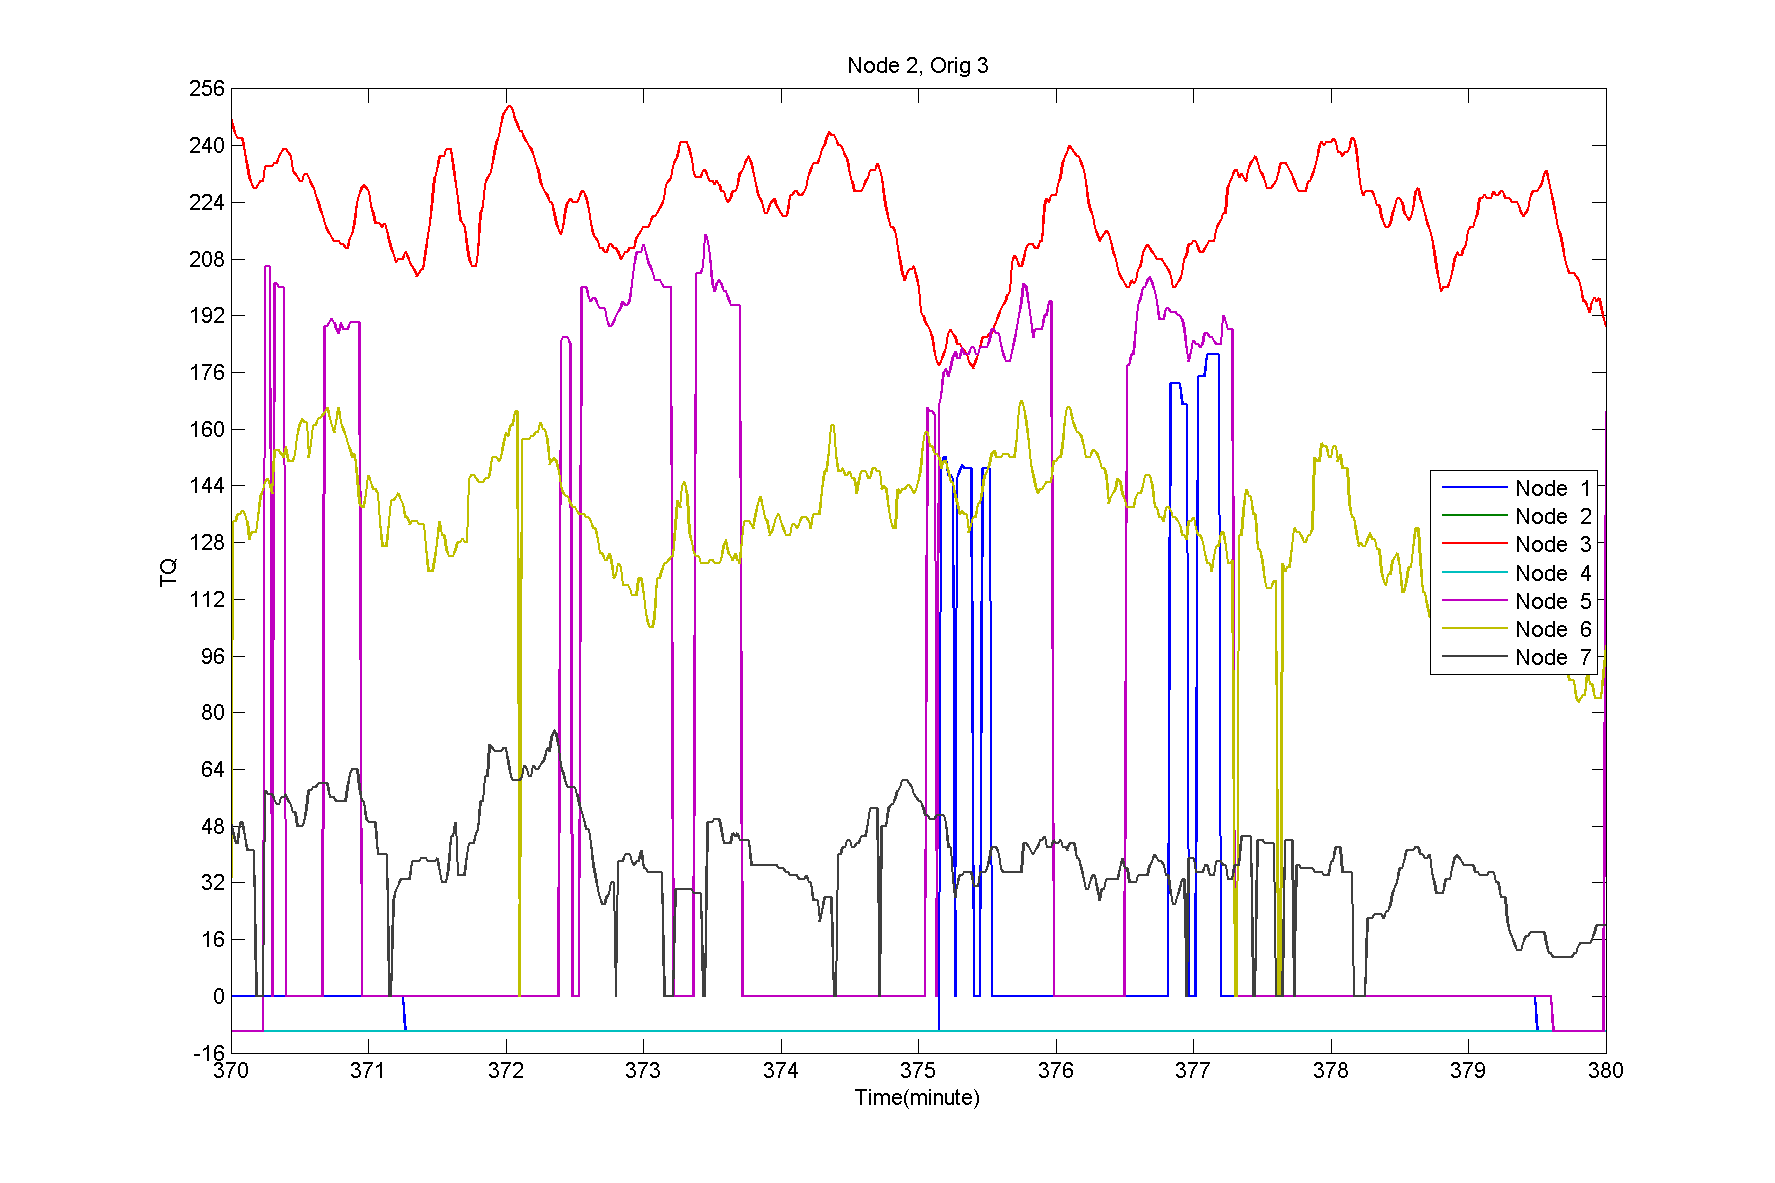 Node 2, Orig 3
256
240
224
208
192
176
160
144
128
112
96
80
64
48
32
16
0
-16
TQ
Node 1
Node 2
Node 3
Node 4
Node 5
Node 6
Node 7
370 371 372 373 374 375 376 377 378 379 380
Time(minute)